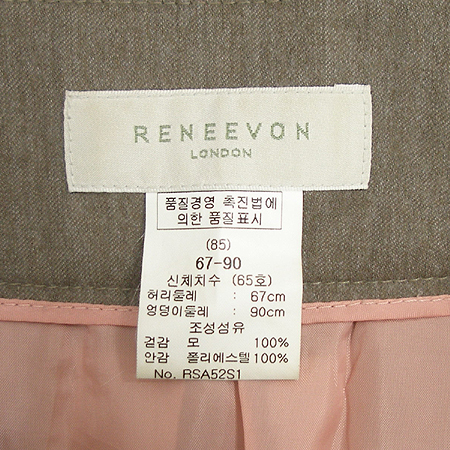 RENEEVON
LONDON
품질경영 촉진법에
의한 품질표시
(85)
67-90
신체치수 (65호)
허리둘레 : 67cm
엉덩이둘레 : 90cm
조성섬유
겉감 모 100%
안감 폴리에스텔 100%
No. RSA52S1